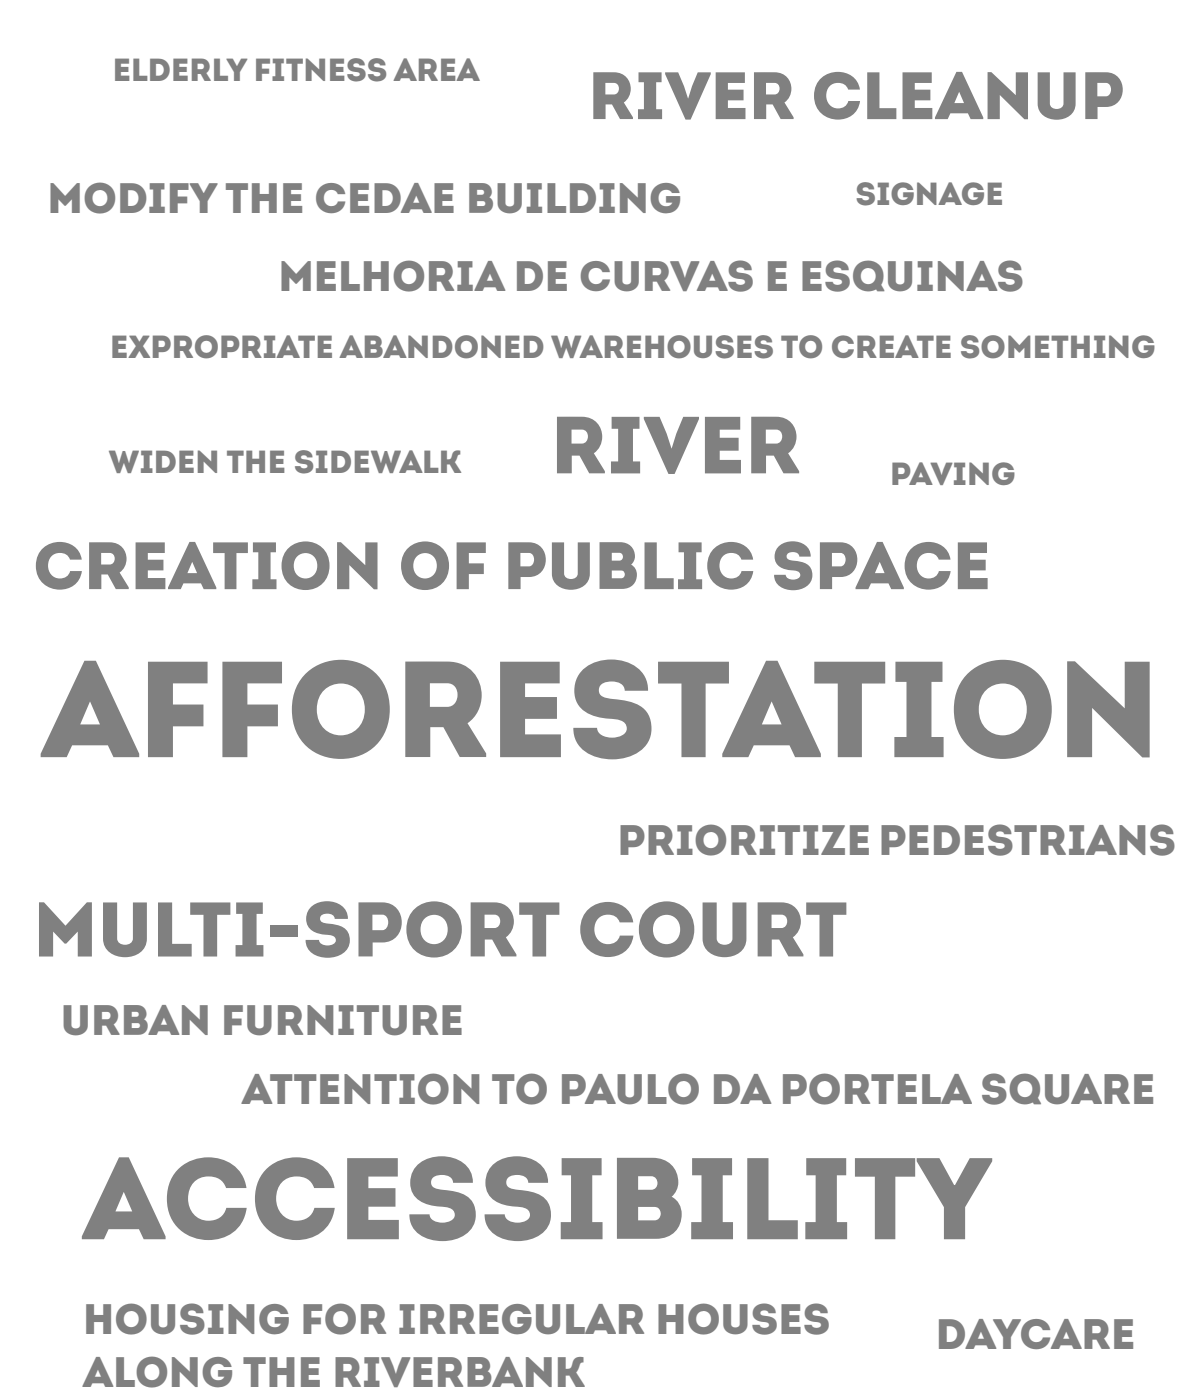 ELDERLY FITNESS AREA
RIVER CLEANUP
MODIFY THE CEDAE BUILDING
SIGNAGE
MELHORIA DE CURVAS E ESQUINAS
EXPROPRIATE ABANDONED WAREHOUSES TO CREATE SOMETHING
WIDEN THE SIDEWALK
RIVER
PAVING
CREATION OF PUBLIC SPACE
AFFORESTATION
PRIORITIZE PEDESTRIANS
MULTI-SPORT COURT
URBAN FURNITURE
ATTENTION TO PAULO DA PORTELA SQUARE
ACCESSIBILITY
HOUSING FOR IRREGULAR HOUSES
ALONG THE RIVERBANK
DAYCARE